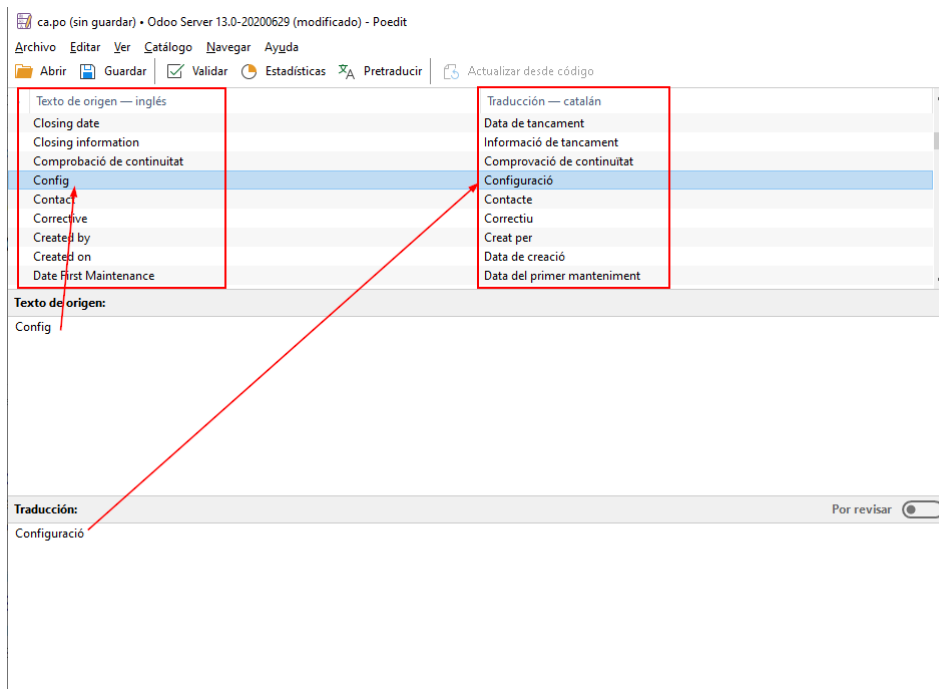 ca.po (sin guardar) • Odoo Server 13.0-20200629 (modificado) - Poedit
Archivo Editar Ver Catálogo Navegar Ayuda
Abrir Guardar Validar Estadísticas Pretraducir Actualizar desde código
Texto de origen — inglés Traducción — catalán
Closing date Data de tancament
Closing information Informació de tancament
Comprobació de continuitat Comprovació de continuïtat
Config Configuració
Contact Contacte
Corrective Correctiu
Created by Creat per
Created on Data de creació
Date First Maintenance Data del primer manteniment
Texto de origen:
Config
Traducción: Por revisar
Configuració